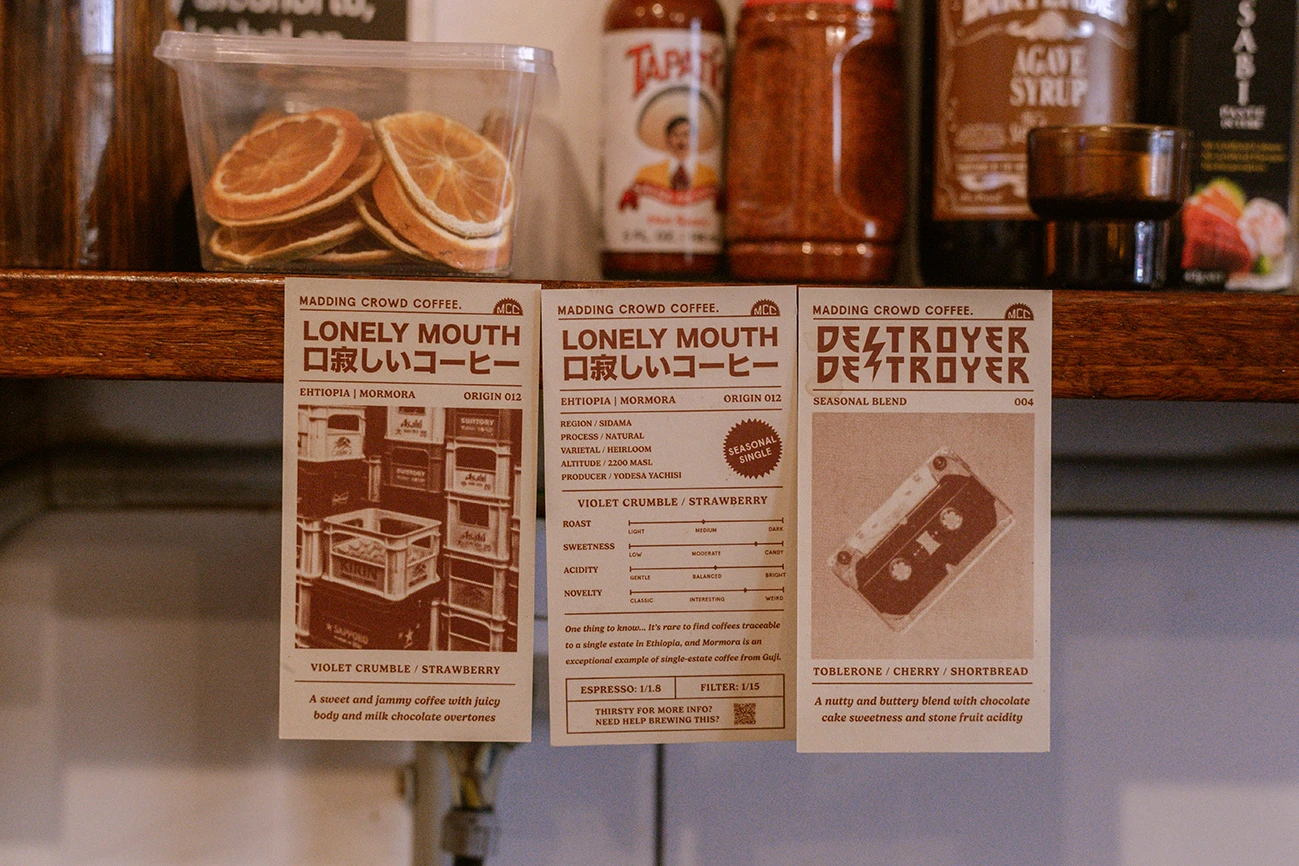 TAPATÍO
AGAVE
SYRUP
SABI
MADDING CROWD COFFEE.
MCC
LONELY MOUTH
口寂しいコーヒー
EHTIOPIA | MORMORA ORIGIN 012
Asahi
SUNTORY
SUNTORY
Asahi
Asahi
KIRIN
SAPPORO
VIOLET CRUMBLE / STRAWBERRY
A sweet and jammy coffee with juicy
body and milk chocolate overtones
MADDING CROWD COFFEE.
MCC
LONELY MOUTH
口寂しいコーヒー
EHTIOPIA | MORMORA ORIGIN 012
REGION / SIDAMA
PROCESS / NATURAL
VARIETAL / HEIRLOOM
ALTITUDE / 2200 MASL
PRODUCER / YODESA YACHISI
SEASONAL
SINGLE
VIOLET CRUMBLE / STRAWBERRY
ROAST
LIGHT MEDIUM DARK
SWEETNESS
LOW MODERATE CANDY
ACIDITY
GENTLE BALANCED BRIGHT
NOVELTY
CLASSIC INTERESTING WEIRD
One thing to know... It's rare to find coffees traceable
to a single estate in Ethiopia, and Mormora is an
exceptional example of single-estate coffee from Guji.
ESPRESSO: 1/1.8 FILTER: 1/15
THIRSTY FOR MORE INFO?
NEED HELP BREWING THIS?
MADDING CROWD COFFEE.
MCC
DESTROYER
DESTROYER
SEASONAL BLEND 004
TOBLERONE / CHERRY / SHORTBREAD
A nutty and buttery blend with chocolate
cake sweetness and stone fruit acidity